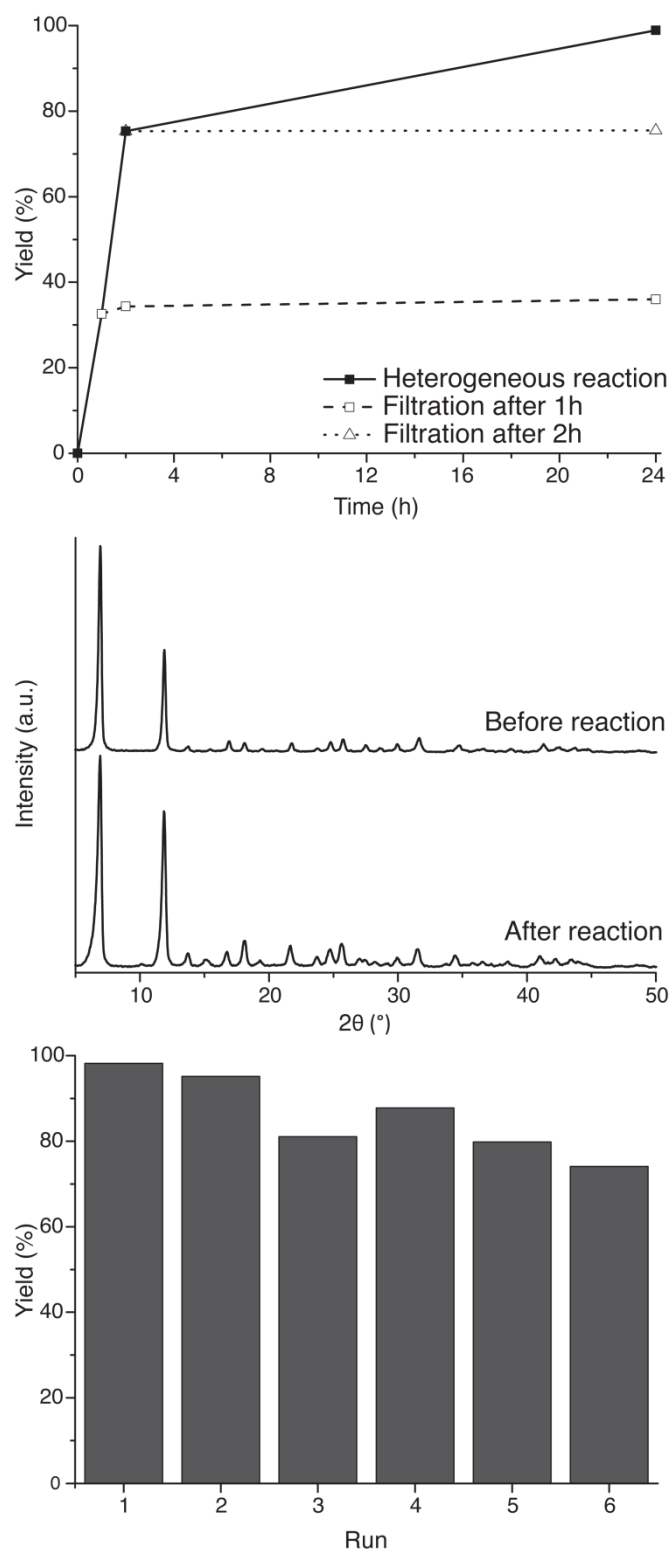 100
80
60
40
20
0
Yield (%)
Heterogeneous reaction
Filtration after 1h
Filtration after 2h
0 4 8 12 16 20 24
Time (h)
Intensity (a.u.)
Before reaction
After reaction
10 20 30 40 50
2θ (°)
100
80
60
40
20
0
Yield (%)
1 2 3 4 5 6
Run